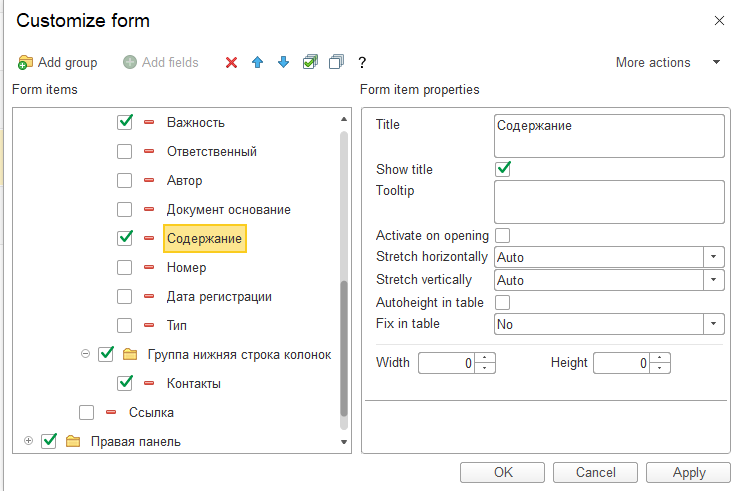 Customize form
Add group
Add fields
?
More actions
Form items
Form item properties
Важность
Ответственный
Автор
Документ основание
Содержание
Номер
Дата регистрации
Тип
Группа нижняя строка колонок
Контакты
Ссылка
Правая панель
Title
Содержание
Show title
Tooltip
Activate on opening
Stretch horizontally
Auto
Stretch vertically
Auto
Autoheight in table
Fix in table
No
Width
0
Height
0
OK
Cancel
Apply